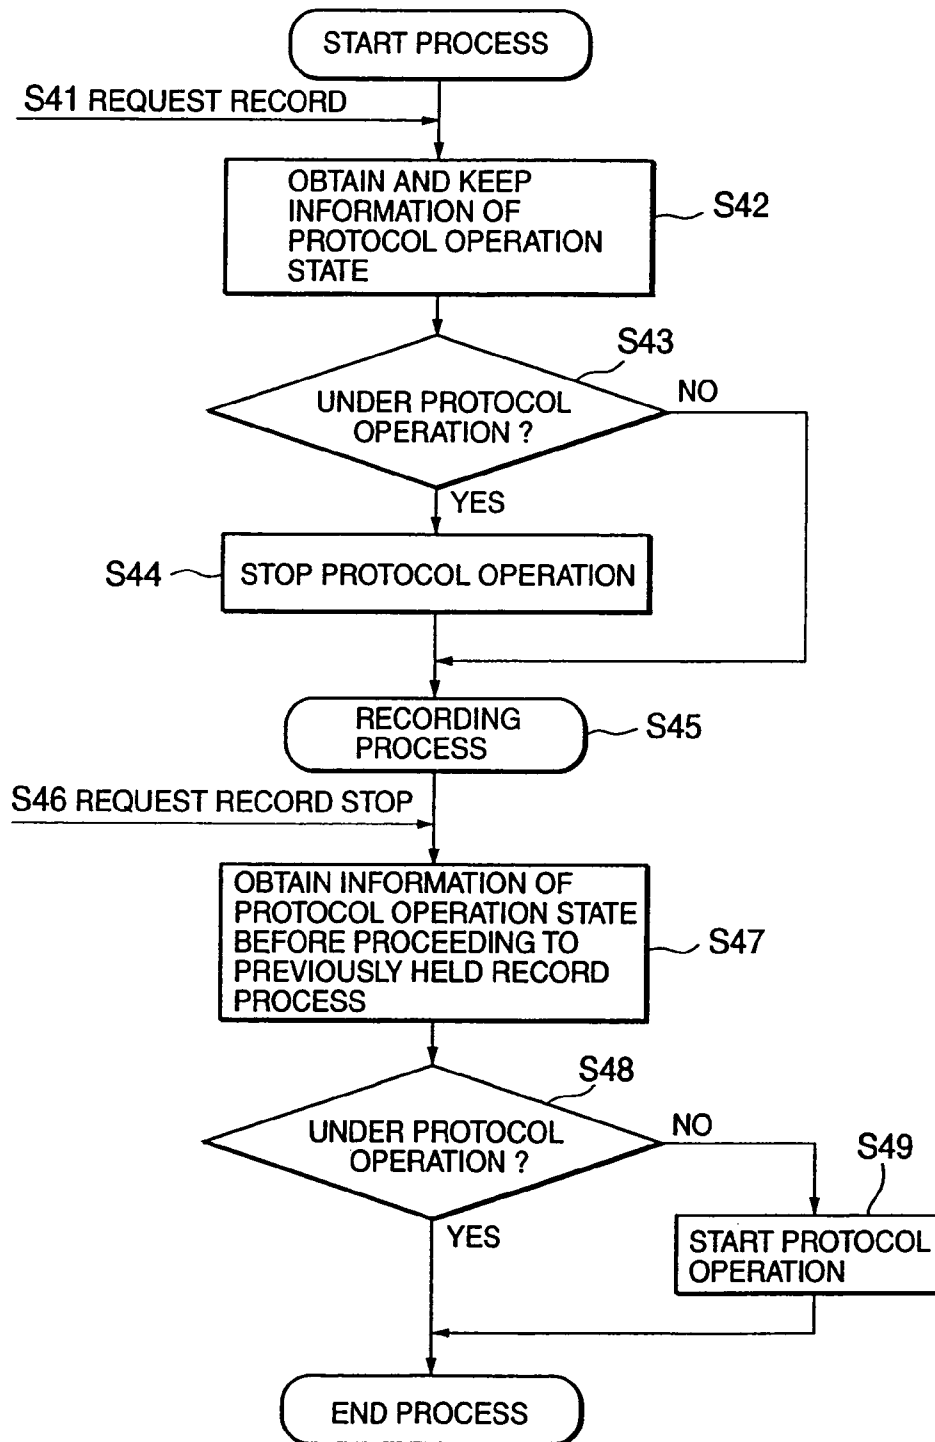 START PROCESS
S41 REQUEST RECORD
OBTAIN AND KEEP
INFORMATION OF
PROTOCOL OPERATION
STATE
S42
S43
UNDER PROTOCOL
OPERATION ?
NO
YES
S44
STOP PROTOCOL OPERATION
RECORDING
PROCESS
S45
S46 REQUEST RECORD STOP
OBTAIN INFORMATION OF
PROTOCOL OPERATION STATE
BEFORE PROCEEDING TO
PREVIOUSLY HELD RECORD
PROCESS
S47
S48
UNDER PROTOCOL
OPERATION ?
NO
YES
S49
START PROTOCOL
OPERATION
END PROCESS